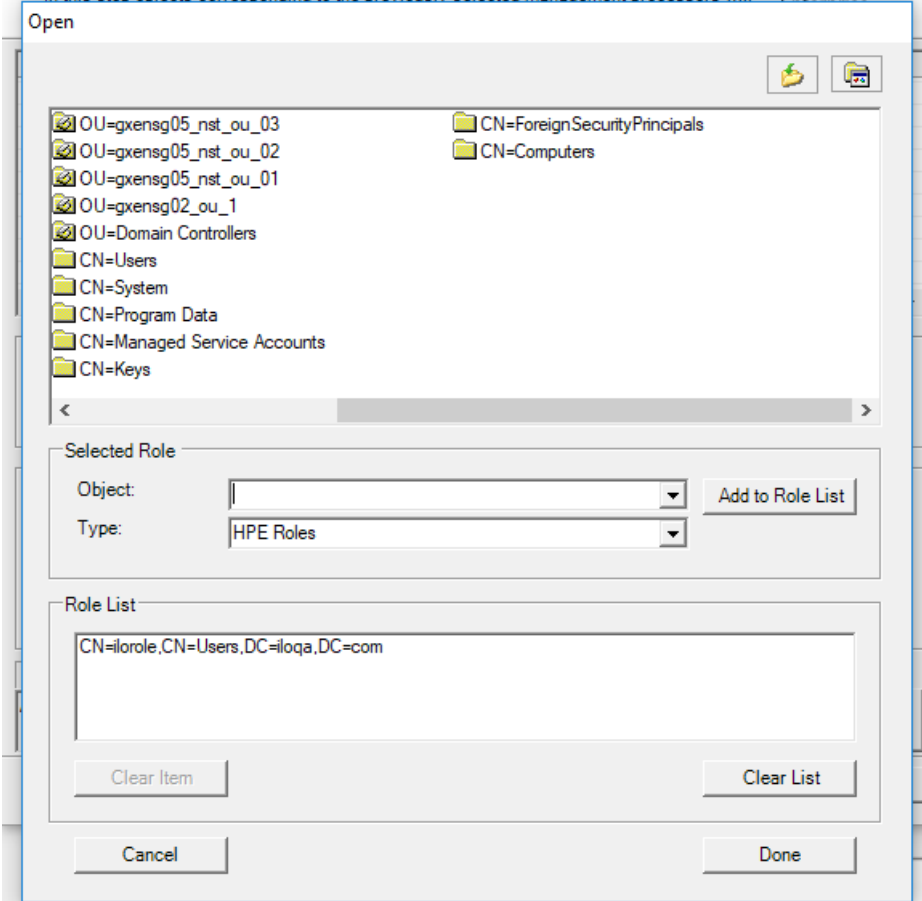 Open
OU=gxensg05_nst_ou_03
OU=gxensg05_nst_ou_02
OU=gxensg05_nst_ou_01
OU=gxensg02_ou_1
OU=Domain Controllers
CN=Users
CN=System
CN=Program Data
CN=Managed Service Accounts
CN=Keys
CN=ForeignSecurityPrincipals
CN=Computers
Selected Role
Object:
Add to Role List
Type:
HPE Roles
Role List
CN=ilorole,CN=Users,DC=iloqa,DC=com
Clear Item
Clear List
Cancel
Done